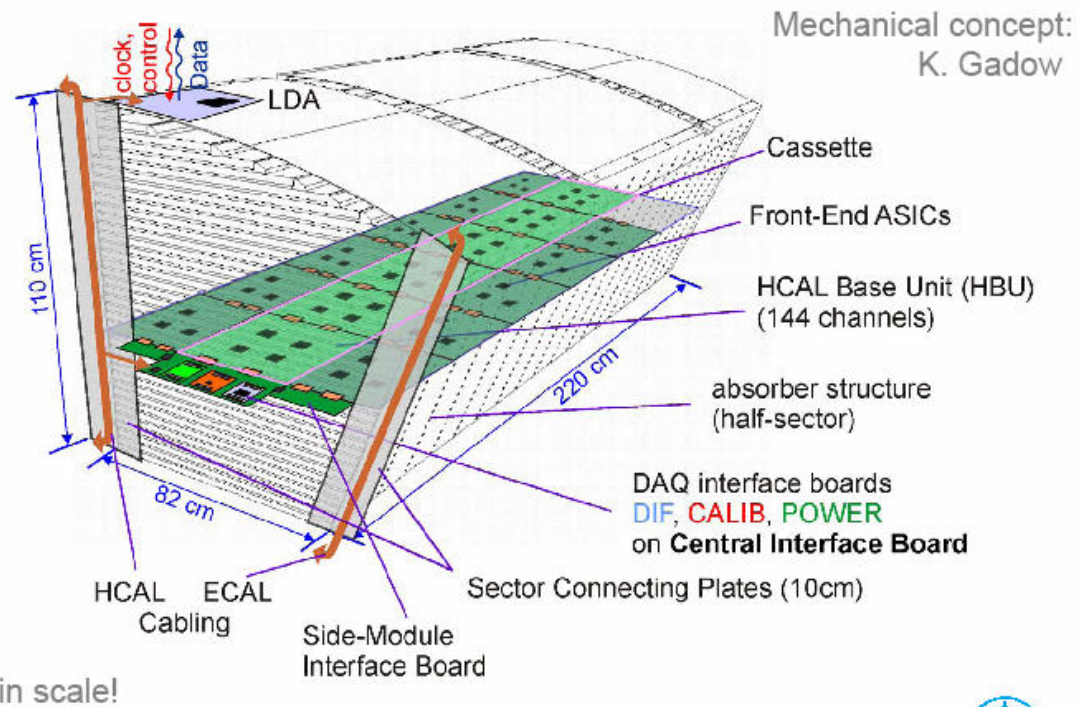 Mechanical concept:
K. Gadow
clock,
control
Data
LDA
Cassette
Front-End ASICs
110 cm
HCAL Base Unit (HBU)
(144 channels)
220 cm
absorber structure
(half-sector)
82 cm
DAQ interface boards
DIF, CALIB, POWER
on Central Interface Board
HCAL ECAL
Cabling
Sector Connecting Plates (10cm)
Side-Module
Interface Board
in scale!